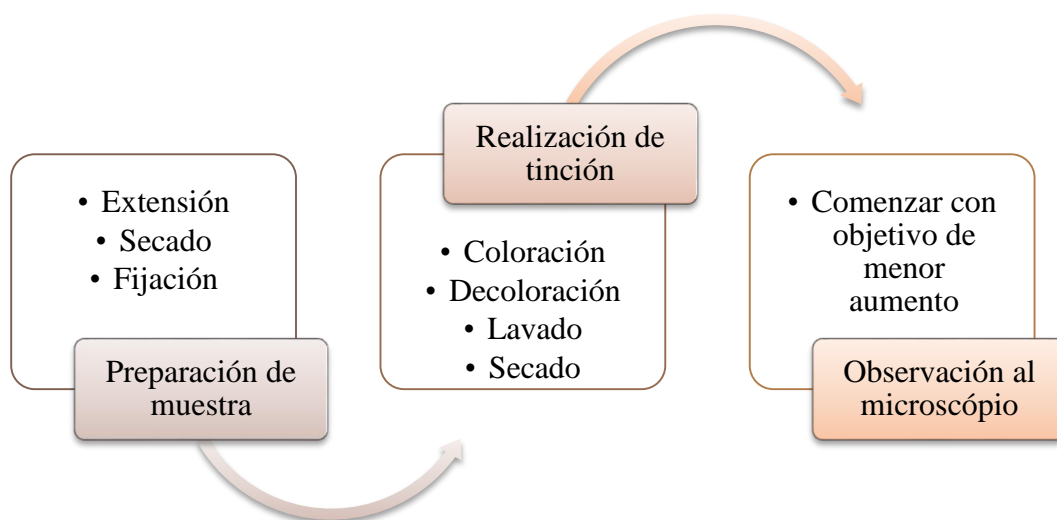 • Extensión
• Secado
• Fijación
Preparación de
muestra
Realización de
tinción
• Coloración
• Decoloración
• Lavado
• Secado
• Comenzar con
objetivo de
menor
aumento
Observación al
microscópio